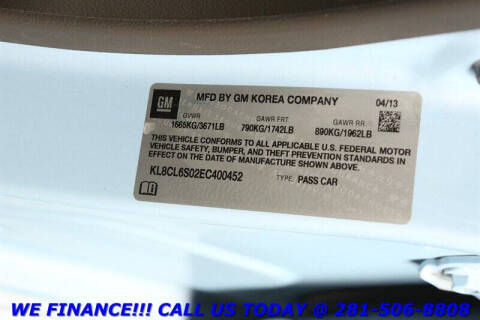 GM
MFD BY GM KOREA COMPANY 04/13
GVWR GAWR FRT GAWR RR
1665KG/3671LB 790KG/1742LB 890KG/1962LB
THIS VEHICLE CONFORMS TO ALL APPLICABLE U.S. FEDERAL MOTOR
VEHICLE SAFETY, BUMPER, AND THEFT PREVENTION STANDARDS IN
EFFECT ON THE DATE OF MANUFACTURE SHOWN ABOVE.
KL8CL6S02EC400452 TYPE: PASS CAR
WE FINANCE!!! CALL US TODAY @ 281-506-8808